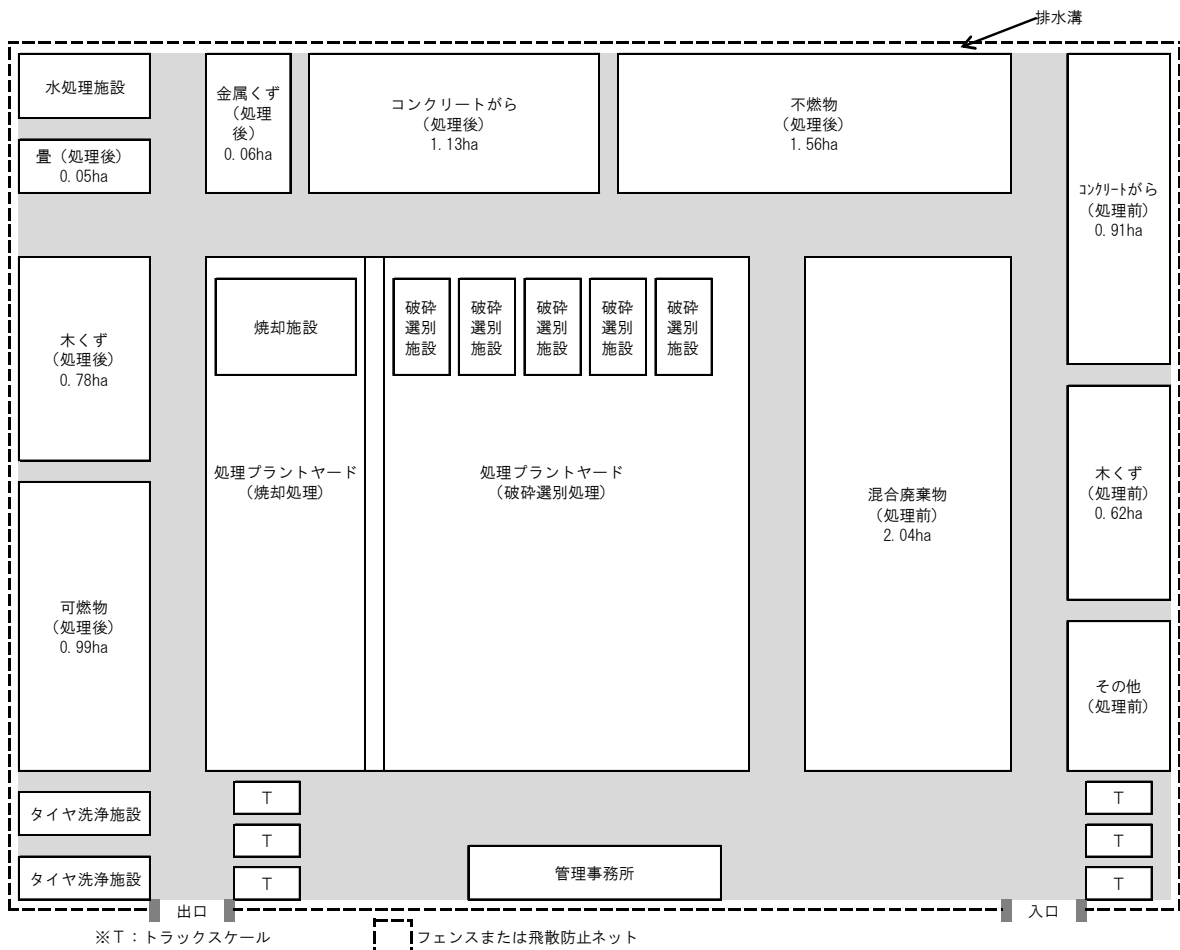 排水溝
水処理施設
金属くず
(処理
後)
0.06ha
コンクリートがら
(処理後)
1.13ha
不燃物
(処理後)
1.56ha
畳(処理後)
0.05ha
コンクリートがら
(処理前)
0.91ha
木くず
(処理後)
0.78ha
焼却施設
破砕
選別
施設
破砕
選別
施設
破砕
選別
施設
破砕
選別
施設
破砕
選別
施設
処理プラントヤード
(焼却処理)
処理プラントヤード
(破砕選別処理)
混合廃棄物
(処理前)
2.04ha
木くず
(処理前)
0.62ha
可燃物
(処理後)
0.99ha
その他
(処理前)
タイヤ洗浄施設
タイヤ洗浄施設
T
T
T
管理事務所
T
T
T
出口
入口
※T:トラックスケール
フェンスまたは飛散防止ネット